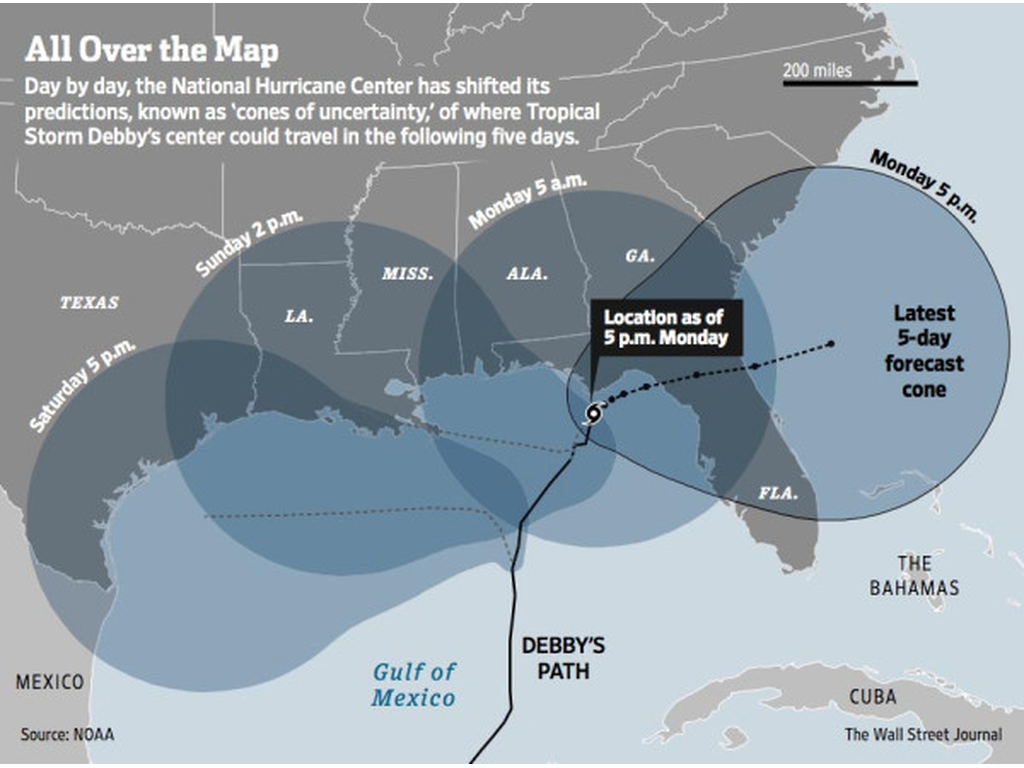 All Over the Map
Day by day, the National Hurricane Center has shifted its
predictions, known as ‘cones of uncertainty,’ of where Tropical
Storm Debby’s center could travel in the following five days.
200 miles
Monday 5 p.m.
Monday 5 a.m.
Sunday 2 p.m.
Saturday 5 p.m.
TEXAS
LA.
MISS.
ALA.
GA.
Location as of
5 p.m. Monday
Latest
5-day
forecast
cone
FLA.
THE
BAHAMAS
DEBBY’S
PATH
Gulf of
Mexico
MEXICO
CUBA
Source: NOAA
The Wall Street Journal